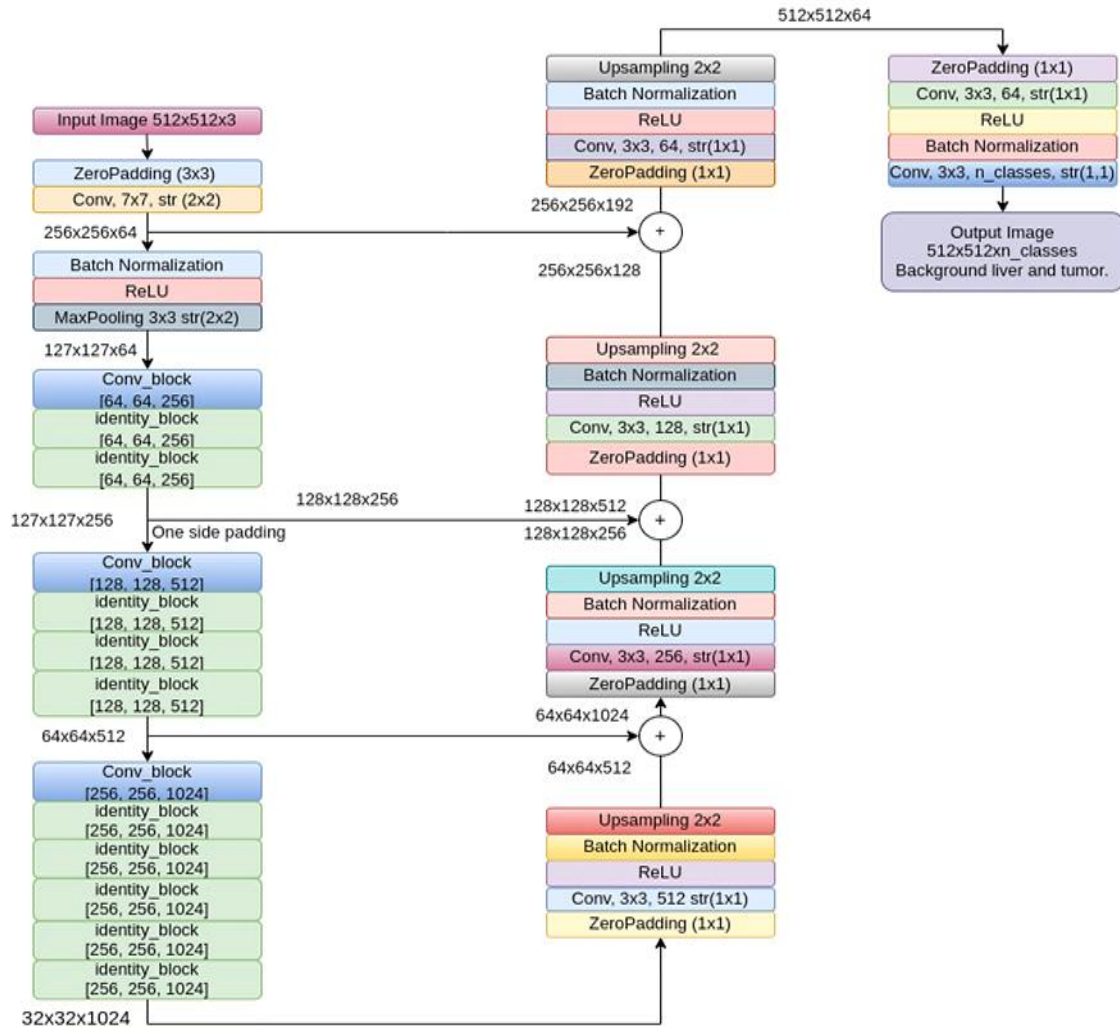 Input Image 512x512x3
ZeroPadding (3x3)
Conv, 7x7, str (2x2)
256x256x64
Batch Normalization
ReLU
MaxPooling 3x3 str(2x2)
127x127x64
Conv_block
[64, 64, 256]
identity_block
[64, 64, 256]
identity_block
[64, 64, 256]
127x127x256
One side padding
128x128x256
Conv_block
[128, 128, 512]
identity_block
[128, 128, 512]
identity_block
[128, 128, 512]
identity_block
[128, 128, 512]
64x64x512
Conv_block
[256, 256, 1024]
identity_block
[256, 256, 1024]
identity_block
[256, 256, 1024]
identity_block
[256, 256, 1024]
identity_block
[256, 256, 1024]
identity_block
[256, 256, 1024]
32x32x1024
512x512x64
Upsampling 2x2
Batch Normalization
ReLU
Conv, 3x3, 64, str(1x1)
ZeroPadding (1x1)
256x256x192
+
256x256x128
Upsampling 2x2
Batch Normalization
ReLU
Conv, 3x3, 128, str(1x1)
ZeroPadding (1x1)
128x128x512
+
128x128x256
Upsampling 2x2
Batch Normalization
ReLU
Conv, 3x3, 256, str(1x1)
ZeroPadding (1x1)
64x64x1024
+
64x64x512
Upsampling 2x2
Batch Normalization
ReLU
Conv, 3x3, 512 str(1x1)
ZeroPadding (1x1)
ZeroPadding (1x1)
Conv, 3x3, 64, str(1x1)
ReLU
Batch Normalization
Conv, 3x3, n_classes, str(1,1)
Output Image
512x512xn_classes
Background liver and tumor.